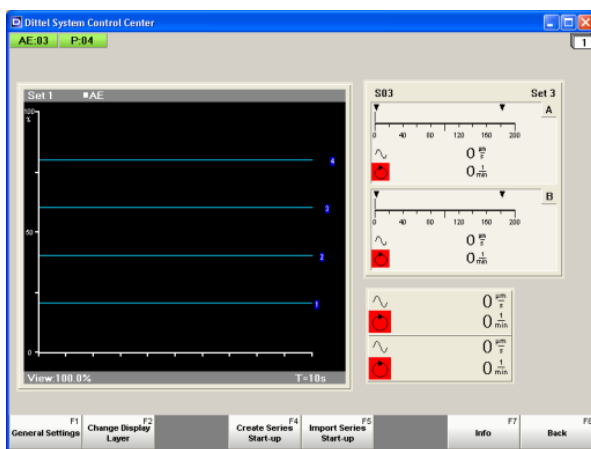 Dittel System Control Center
AE:03 P:04
1
Set 1 ■AE
100
%
50
0
4
3
2
1
View:100.0% T=10s
S03 Set 3
A
0 40 80 120 160 200
0 µm/s
0 1/min
B
0 40 80 120 160 200
0 µm/s
0 1/min
0 µm/s
0 1/min
0 µm/s
0 1/min
F1 F2 F4 F5 F7 F8
General Settings
Change Display
Layer
Create Series
Start-up
Import Series
Start-up
Info
Back